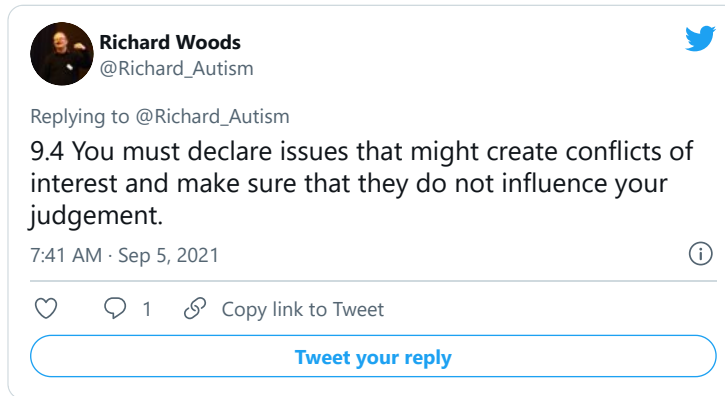 Richard Woods
@Richard_Autism
Replying to @Richard_Autism
9.4 You must declare issues that might create conflicts of
interest and make sure that they do not influence your
judgement.
7:41 AM · Sep 5, 2021
1 Copy link to Tweet
Tweet your reply